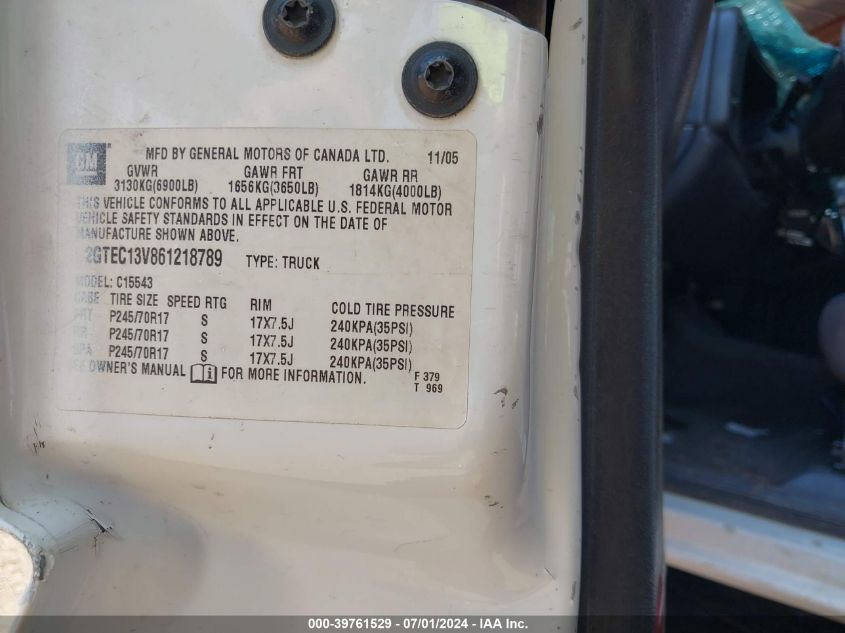 GM
MFD BY GENERAL MOTORS OF CANADA LTD. 11/05
GVWR GAWR FRT GAWR RR
3130KG(6900LB) 1656KG(3650LB) 1814KG(4000LB)
THIS VEHICLE CONFORMS TO ALL APPLICABLE U.S. FEDERAL MOTOR
VEHICLE SAFETY STANDARDS IN EFFECT ON THE DATE OF
MANUFACTURE SHOWN ABOVE.
2GTEC13V861218789 TYPE: TRUCK
MODEL: C15543
TIRE SIZE SPEED RTG RIM COLD TIRE PRESSURE
FRT P245/70R17 S 17X7.5J 240KPA(35PSI)
RR P245/70R17 S 17X7.5J 240KPA(35PSI)
SPA P245/70R17 S 17X7.5J 240KPA(35PSI)
SEE OWNER'S MANUAL FOR MORE INFORMATION.
F 379
T 969
000-39761529 - 07/01/2024 - IAA Inc.